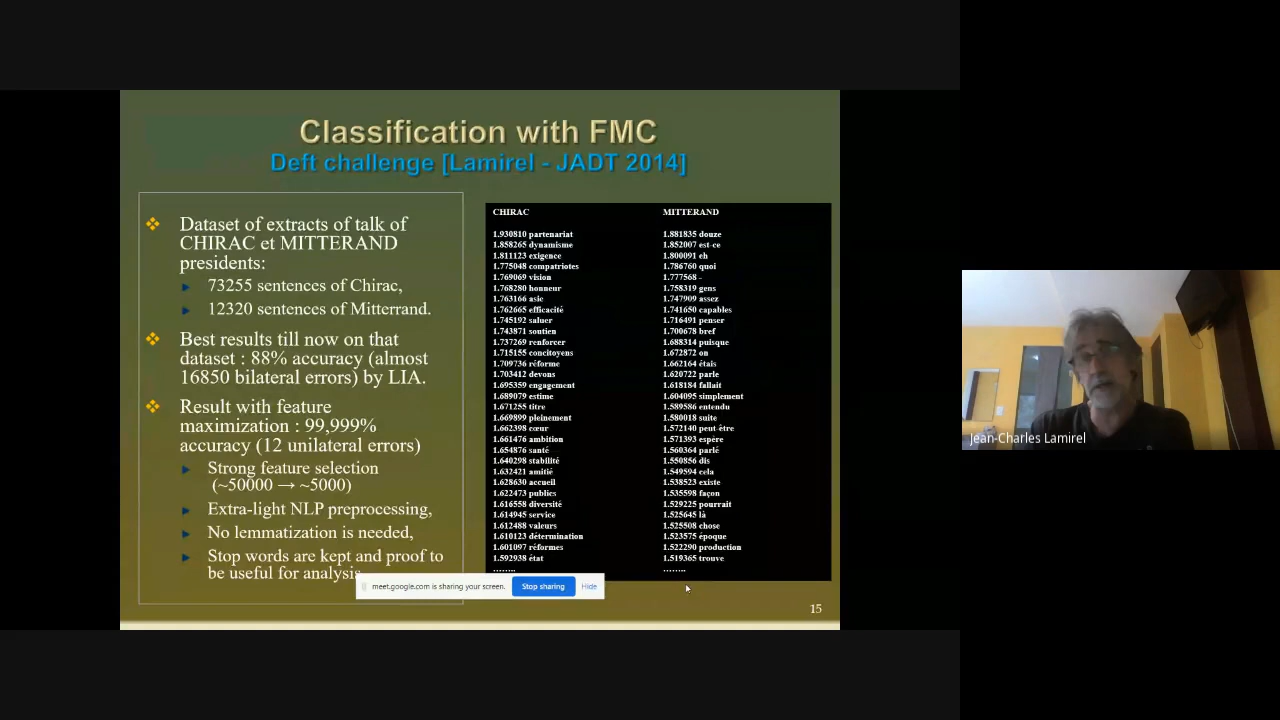 Classification with FMC
Deft challenge [Lamirel - JADT 2014]
Dataset of extracts of talk of
CHIRAC et MITTERAND
presidents:
73255 sentences of Chirac,
12320 sentences of Mitterrand.
Best results till now on that
dataset : 88% accuracy (almost
16850 bilateral errors) by LIA.
Result with feature
maximization : 99,999%
accuracy (12 unilateral errors)
Strong feature selection
(~50000 → ~5000)
Extra-light NLP preprocessing,
No lemmatization is needed,
Stop words are kept and proof to
be useful for analysis
CHIRAC
1.930810 partenariat
1.858265 dynamisme
1.811123 exigence
1.775048 compatriotes
1.769069 vision
1.768280 honneur
1.763166 asie
1.762665 efficacité
1.745192 saluer
1.743871 soutien
1.737269 renforcer
1.715155 concitoyens
1.709736 réforme
1.703412 devons
1.695359 engagement
1.689079 estime
1.671255 titre
1.669899 pleinement
1.662398 cœur
1.661476 ambition
1.654876 santé
1.640298 stabilité
1.632421 amitié
1.628630 accueil
1.622473 publics
1.616558 diversité
1.614945 service
1.612488 valeurs
1.610123 détermination
1.601097 réformes
1.592938 état
........
MITTERRAND
1.881835 douze
1.852007 est-ce
1.800091 eh
1.786760 quoi
1.777568 -
1.758319 gens
1.747909 assez
1.741650 capables
1.716491 penser
1.700678 bref
1.688314 puisque
1.672872 on
1.662164 étais
1.620722 parle
1.618184 fallait
1.604095 simplement
1.589586 entendu
1.580018 suite
1.572140 peut-être
1.571393 espère
1.560364 parlé
1.550856 dis
1.549594 cela
1.538523 existe
1.535598 façon
1.529225 pourrait
1.525645 là
1.525508 chose
1.523575 époque
1.522290 production
1.519365 trouve
........
meet.google.com is sharing your screen.
Stop sharing
Hide
15
Jean-Charles Lamirel